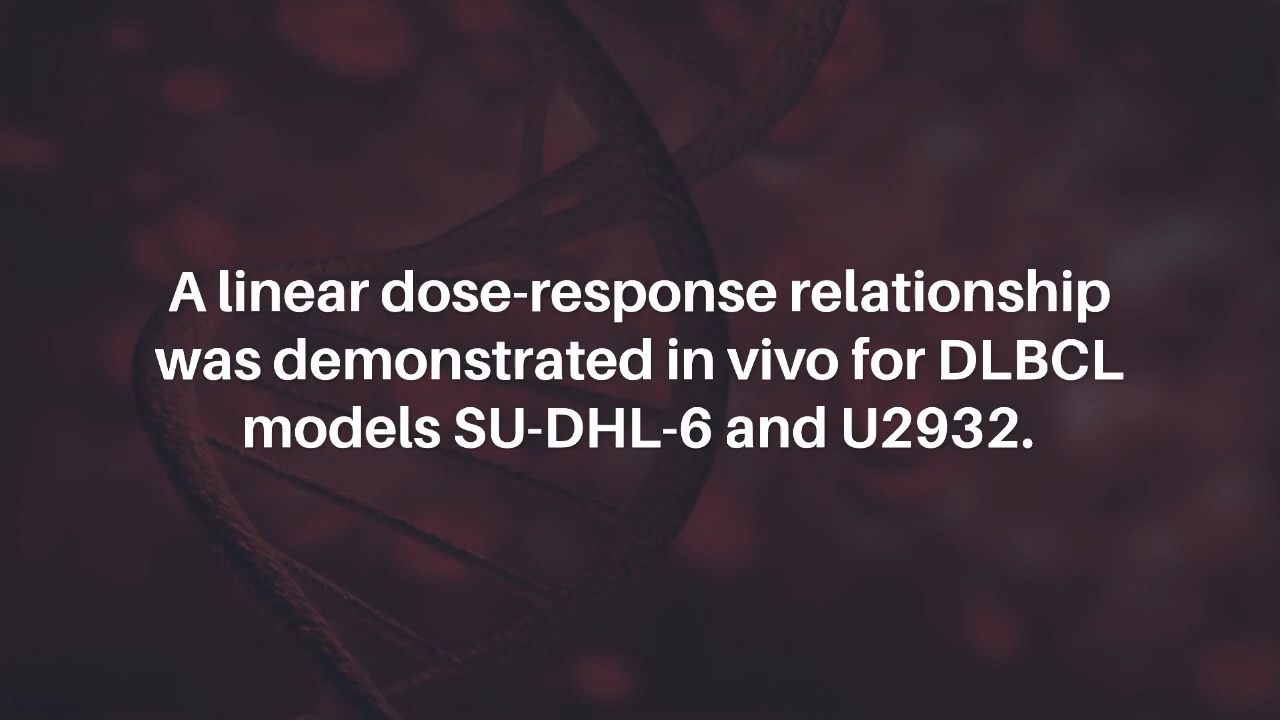 A linear dose-response relationship
was demonstrated in vivo for DLBCL
models SU-DHL-6 and U2932.